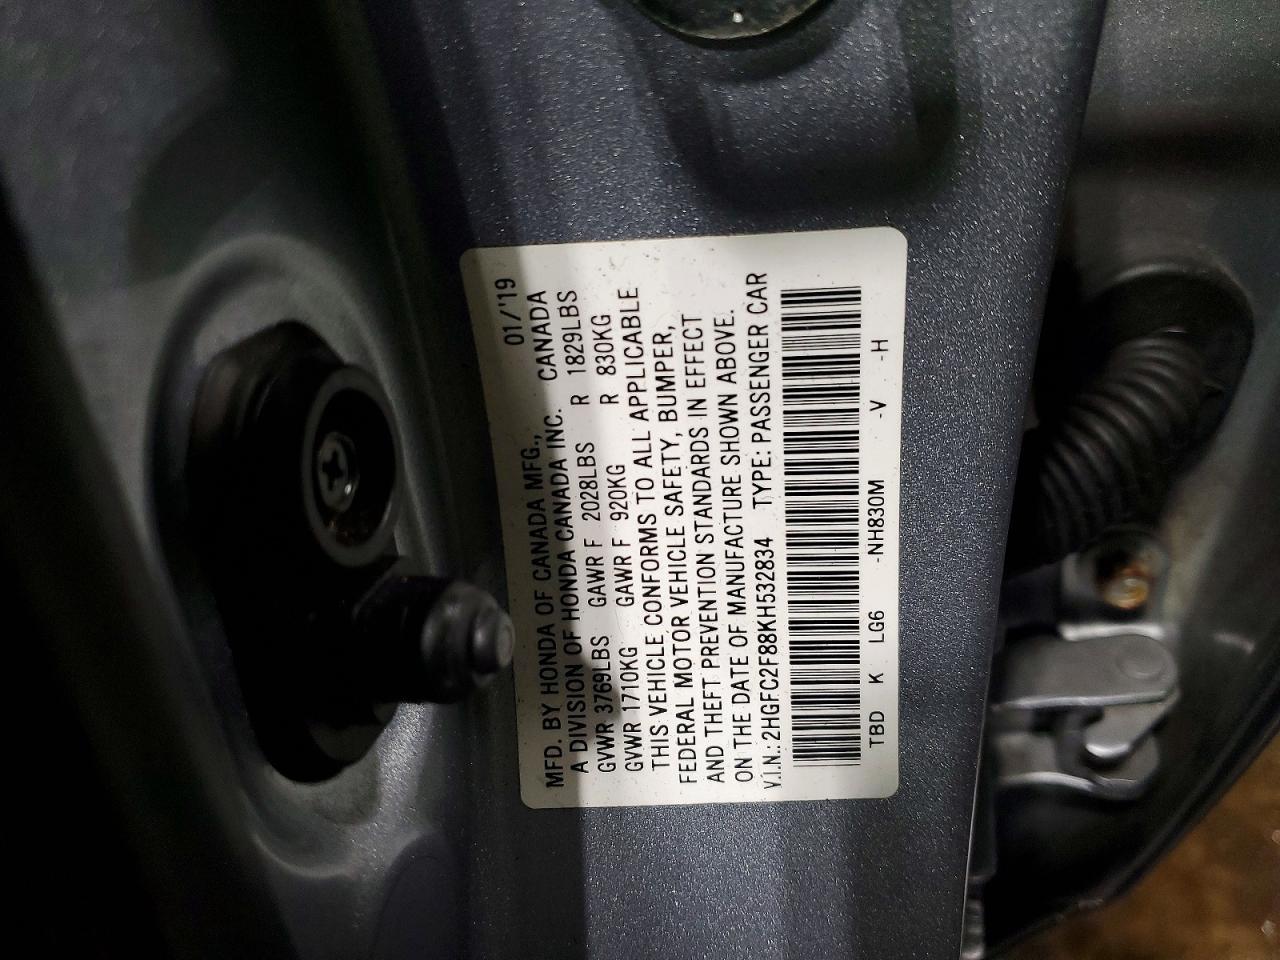 01/'19
MFD. BY HONDA OF CANADA MFG.,
A DIVISION OF HONDA CANADA INC. CANADA
GVWR 3769LBS GAWR F 2028LBS R 1829LBS
GVWR 1710KG GAWR F 920KG R 830KG
THIS VEHICLE CONFORMS TO ALL APPLICABLE
FEDERAL MOTOR VEHICLE SAFETY, BUMPER,
AND THEFT PREVENTION STANDARDS IN EFFECT
ON THE DATE OF MANUFACTURE SHOWN ABOVE.
V.I.N.: 2HGFC2F88KH532834 TYPE: PASSENGER CAR
TBD K LG6 -NH830M -V -H